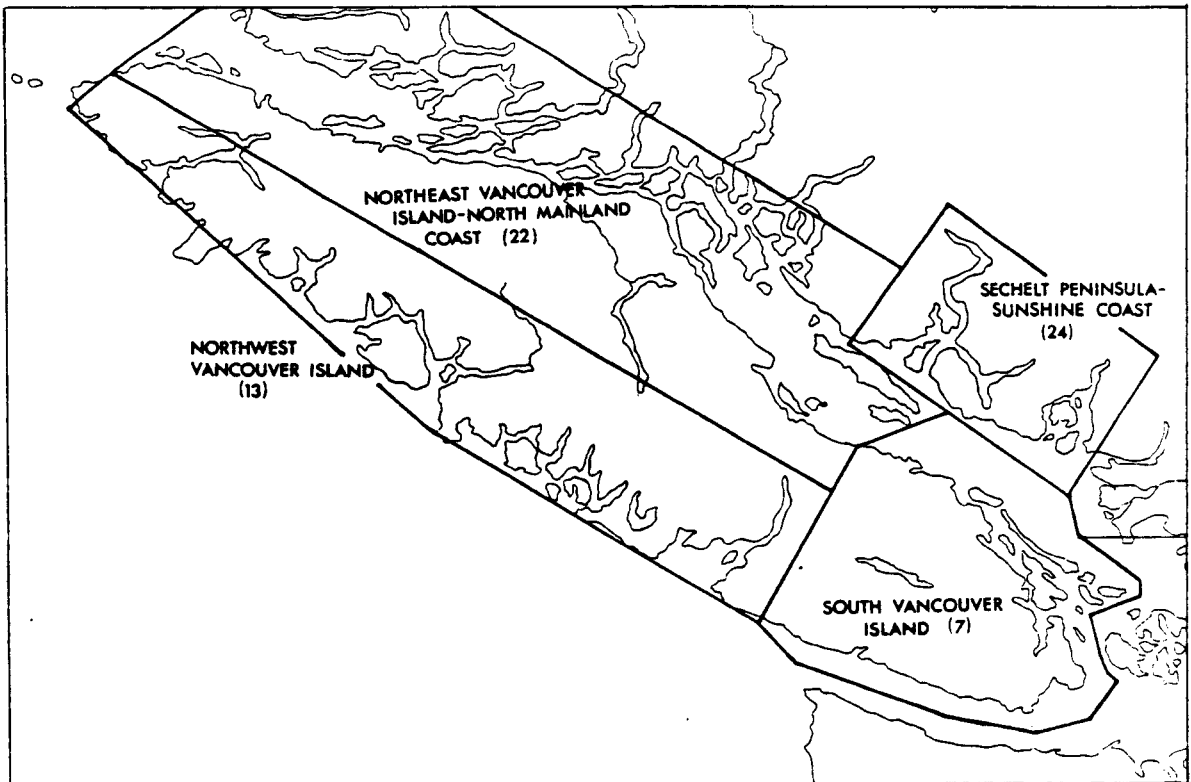 NORTHEAST VANCOUVER
ISLAND-NORTH MAINLAND
COAST (22)
SECHELT PENINSULA-
SUNSHINE COAST
(24)
NORTHWEST
VANCOUVER ISLAND
(13)
SOUTH VANCOUVER
ISLAND (7)